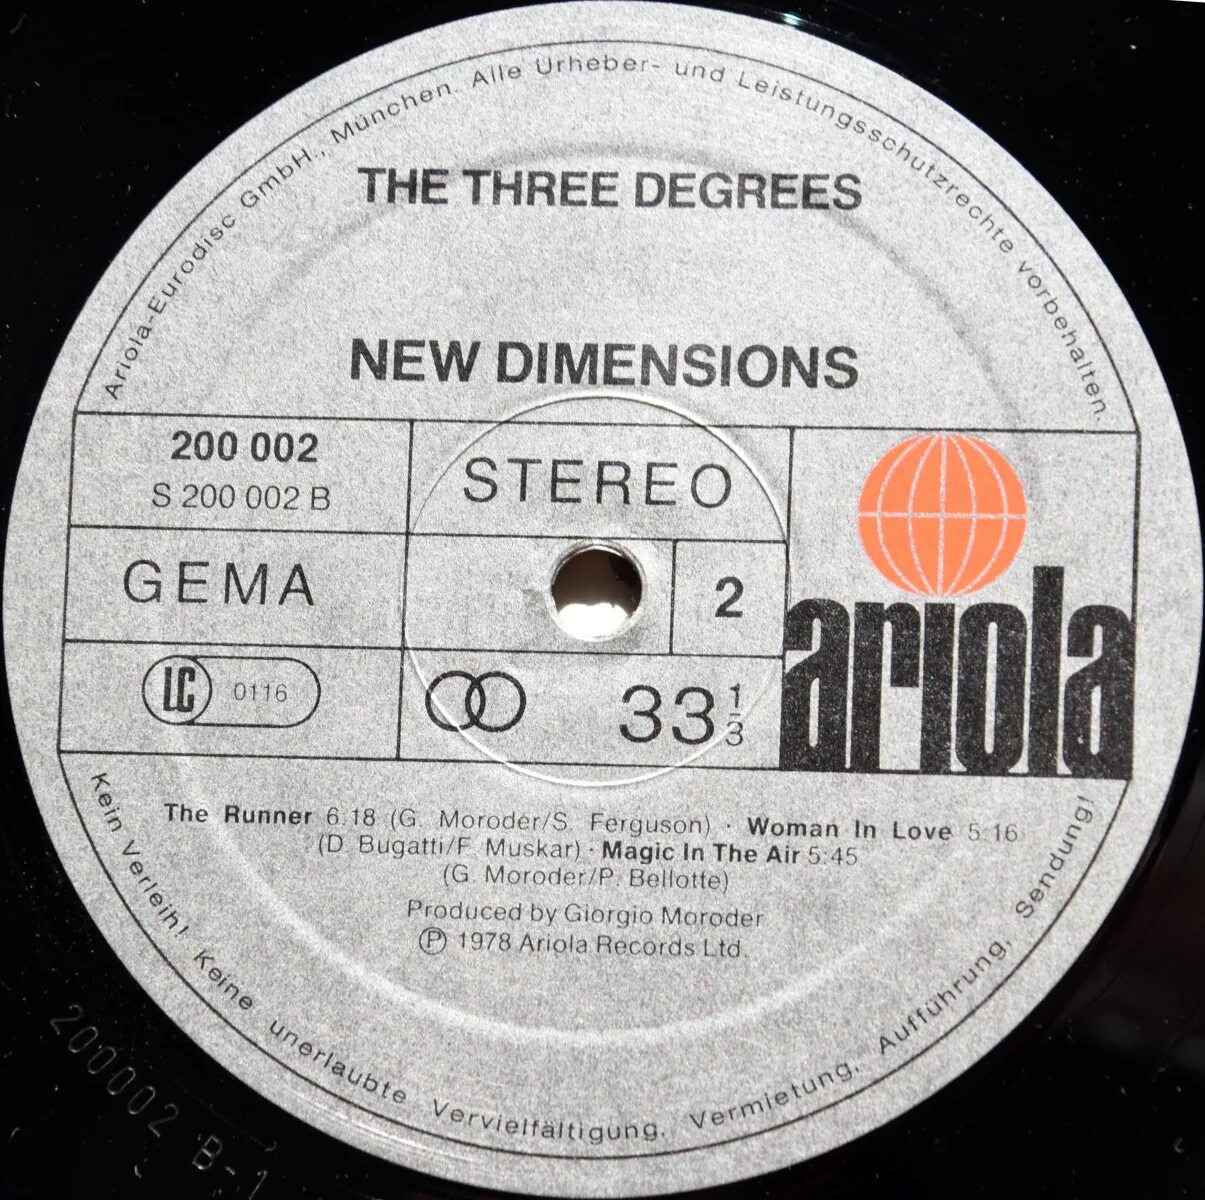 Ariola-Eurodisc GmbH., München. Alle Urheber- und Leistungsschutzrechte vorbehalten.
THE THREE DEGREES
NEW DIMENSIONS
200 002
S 200 002 B
STEREO
GEMA
2
LC 0116
33 1/3
ariola
The Runner 6:18 (G. Moroder/S. Ferguson) · Woman In Love 5:16
(D. Bugatti/F. Muskar) · Magic In The Air 5:45
(G. Moroder/P. Bellotte)
Produced by Giorgio Moroder
Ⓟ 1978 Ariola Records Ltd.
Kein Verleih! Keine unerlaubte Vervielfältigung, Vermietung, Aufführung, Sendung!
200002 B-1